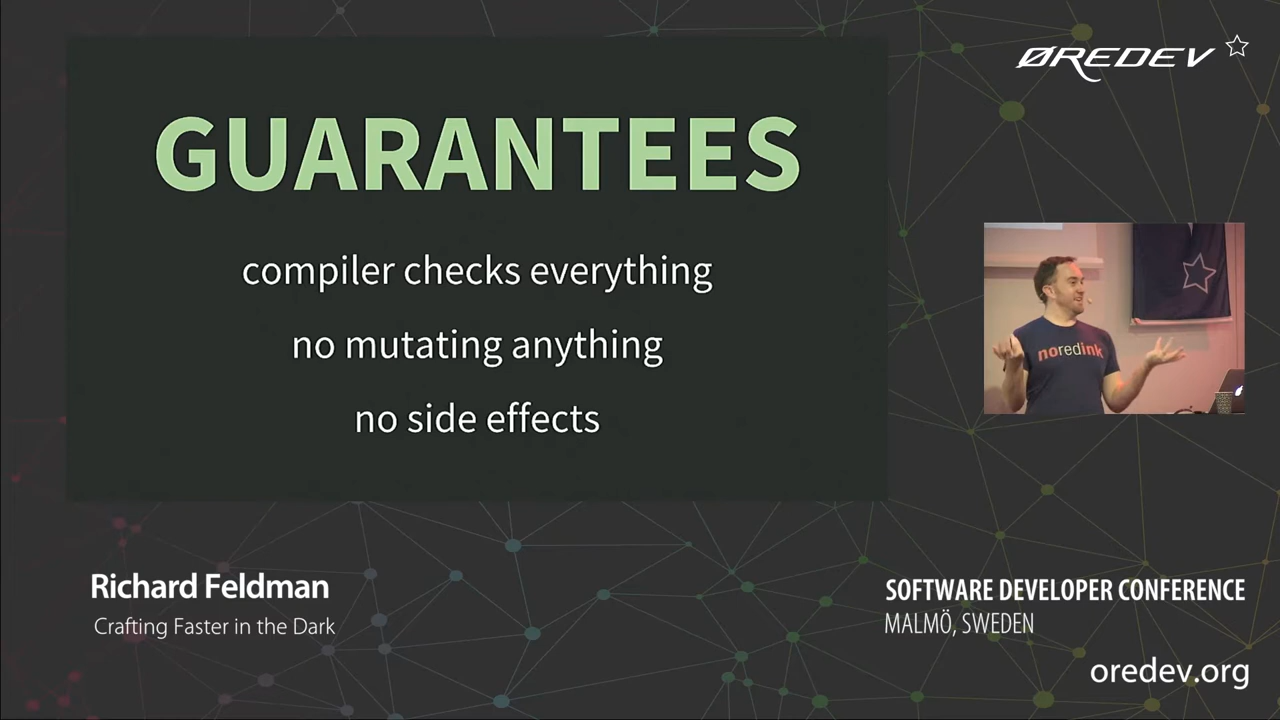 ØREDEV
GUARANTEES
compiler checks everything
no mutating anything
no side effects
noredink
Richard Feldman
Crafting Faster in the Dark
SOFTWARE DEVELOPER CONFERENCE
MALMÖ, SWEDEN
oredev.org